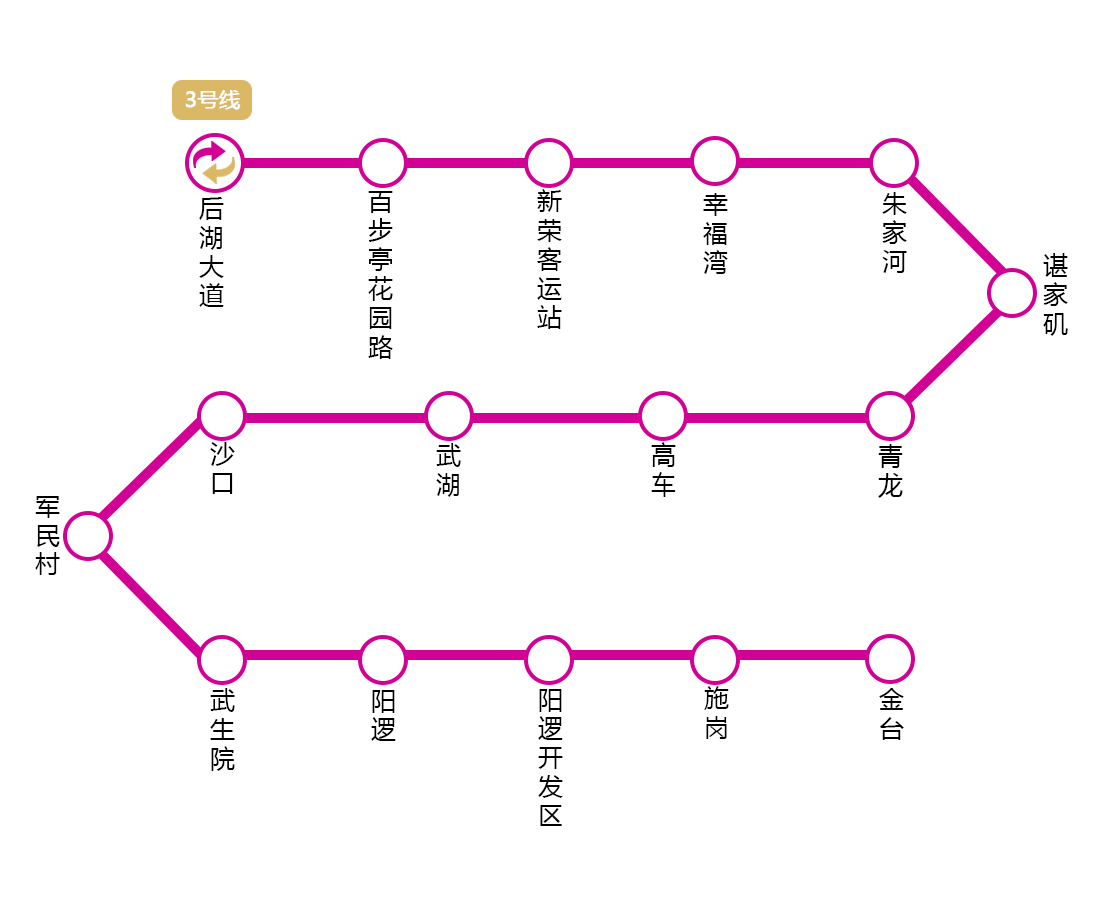 3号线
后湖大道
百步亭花园路
新荣客运站
幸福湾
朱家河
谌家矶
青龙
高车
武湖
沙口
军民村
武生院
阳逻
阳逻开发区
施岗
金台